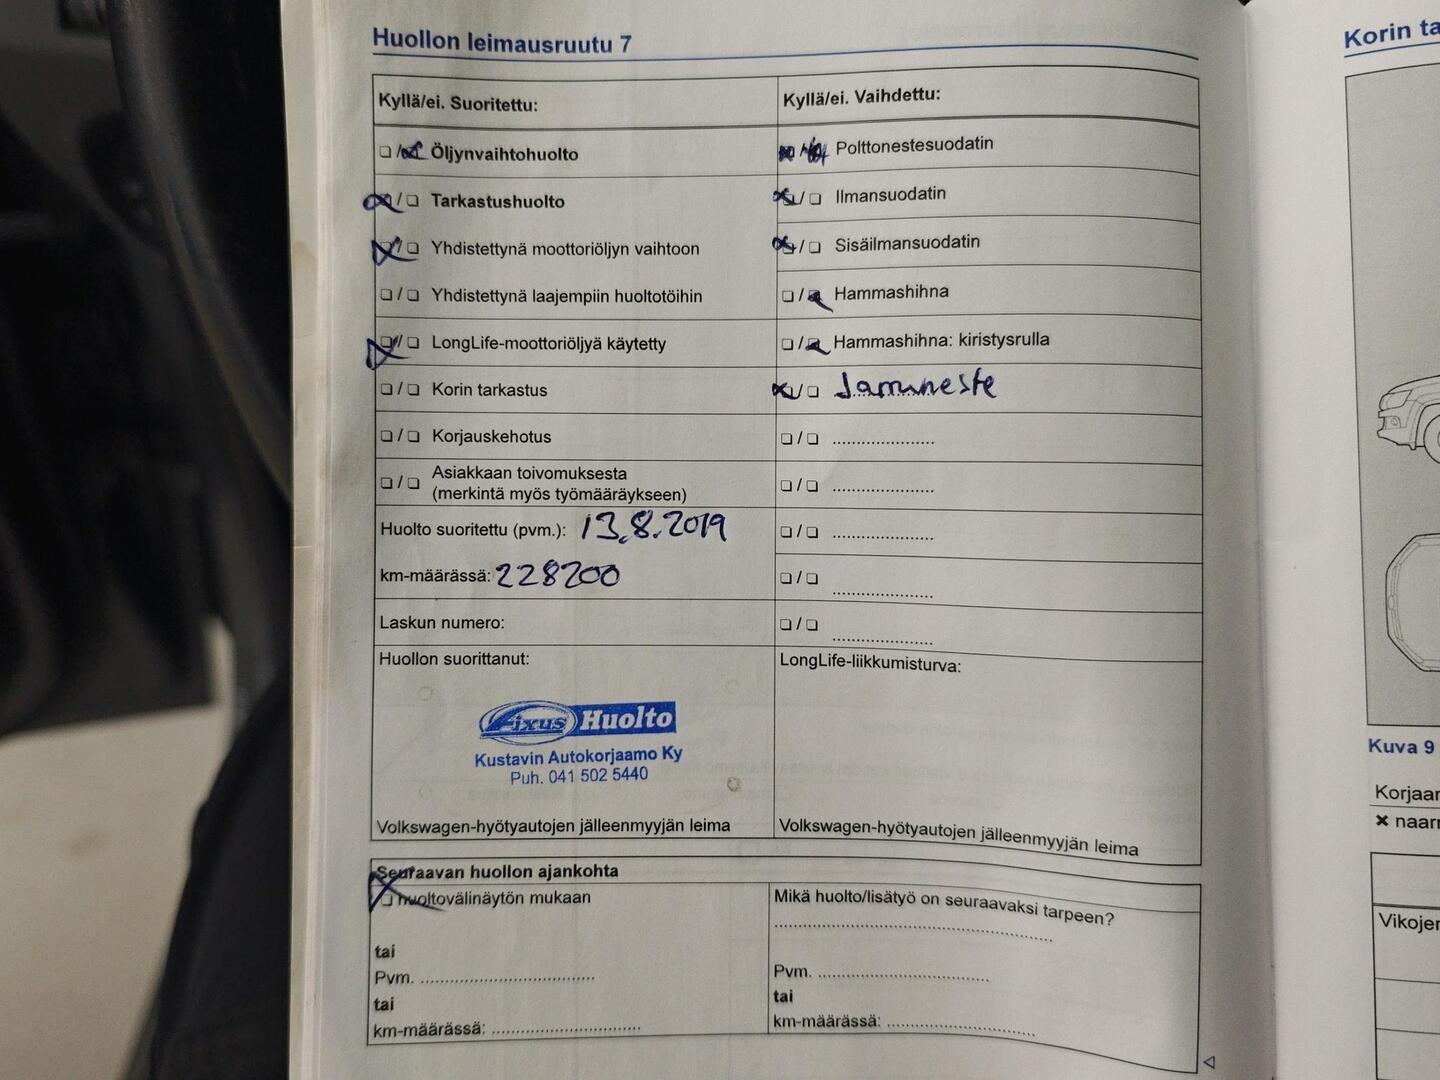 Huollon leimausruutu 7
Kyllä/ei. Suoritettu:
Öljynvaihtohuolto
Tarkastushuolto
Yhdistettynä moottoriöljyn vaihtoon
Yhdistettynä laajempiin huoltotöihin
LongLife-moottoriöljyä käytetty
Korin tarkastus
Korjauskehotus
Asiakkaan toivomuksesta
(merkintä myös työmääräykseen)
Huolto suoritettu (pvm.): 13.8.2019
km-määrässä: 228200
Laskun numero:
Huollon suorittanut:
Fixus Huolto
Kustavin Autokorjaamo Ky
Puh. 041 502 5440
Volkswagen-hyötyautojen jälleenmyyjän leima
Kyllä/ei. Vaihdettu:
Polttonestesuodatin
Ilmansuodatin
Sisäilmansuodatin
Hammashihna
Hammashihna: kiristysrulla
Jarruneste
LongLife-liikkumisturva:
Volkswagen-hyötyautojen jälleenmyyjän leima
Seuraavan huollon ajankohta
huoltovälinäytön mukaan
tai
Pvm.
tai
km-määrässä:
Mikä huolto/lisätyö on seuraavaksi tarpeen?
Pvm.
tai
km-määrässä:
Korin ta
Kuva 9
Korjaar
× naarm
Vikojen